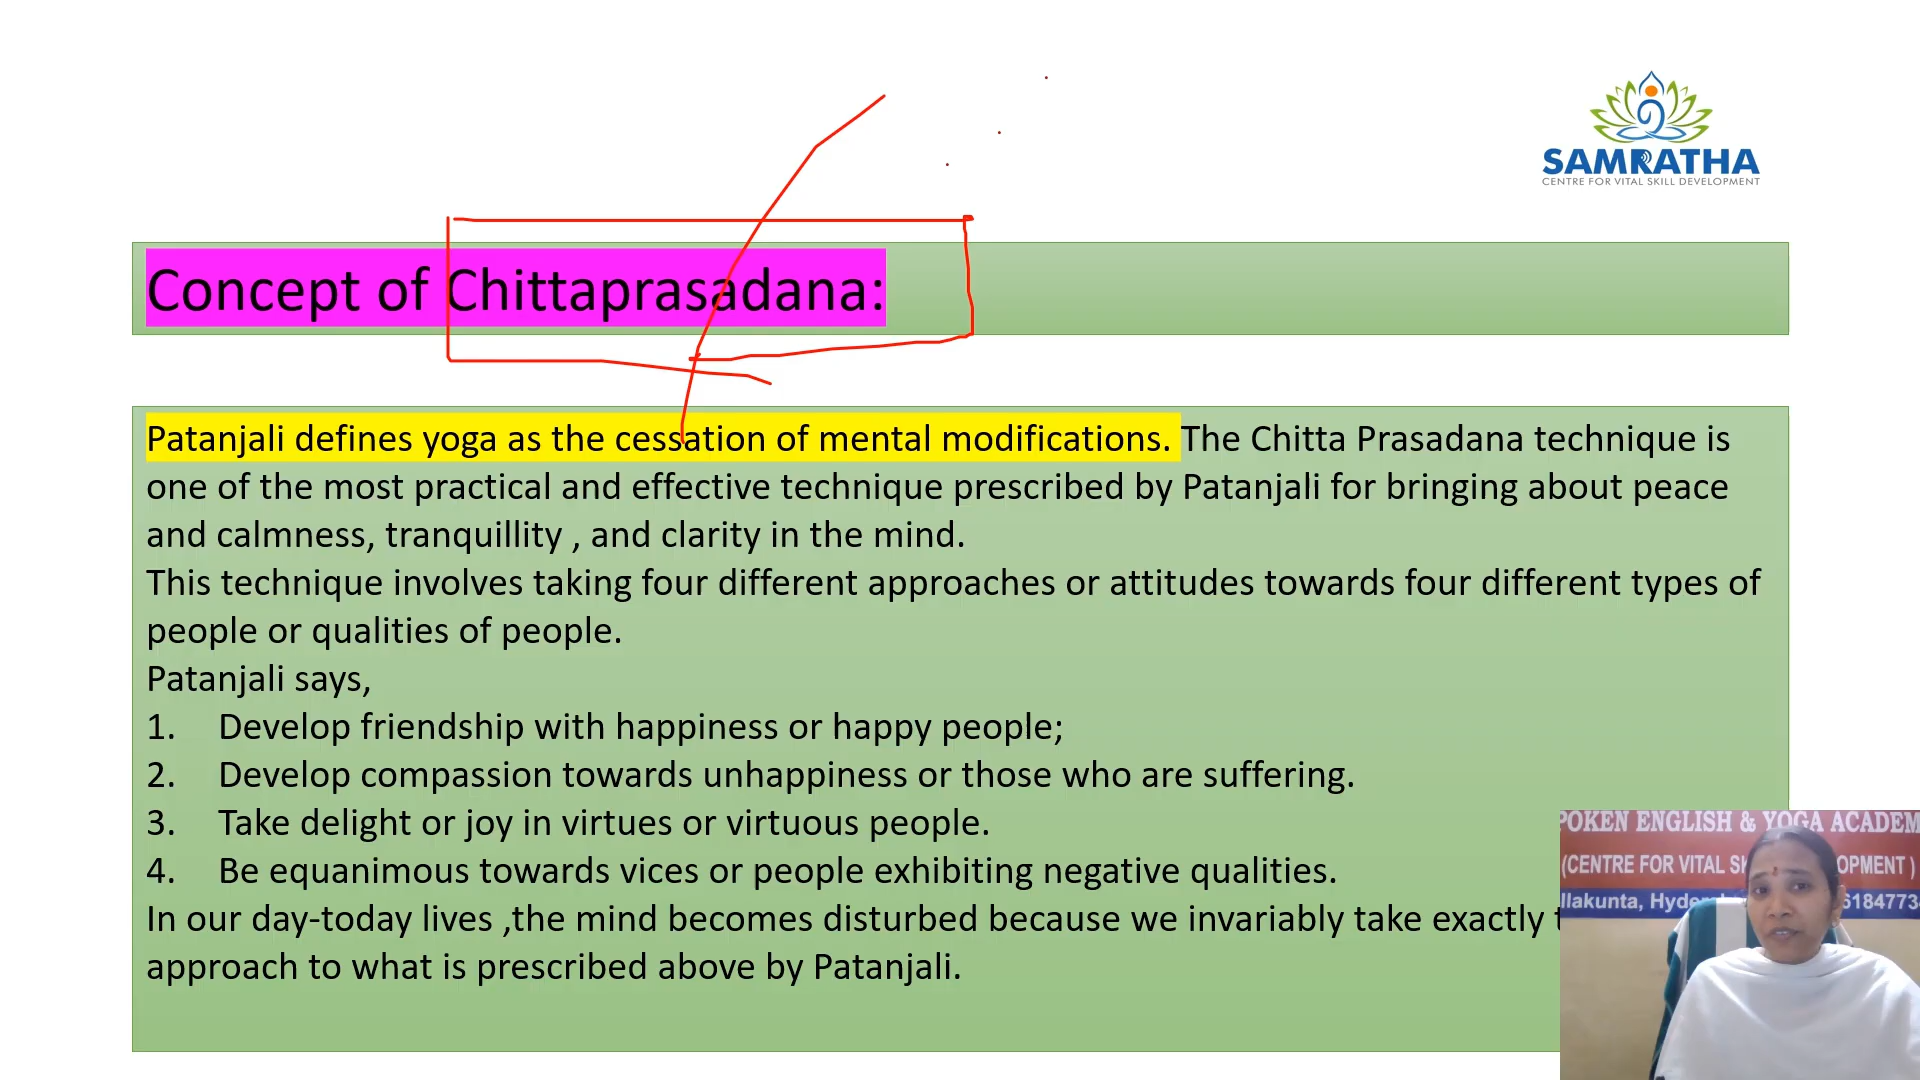 SAMRATHA
CENTRE FOR VITAL SKILL DEVELOPMENT
Concept of Chittaprasadana:
Patanjali defines yoga as the cessation of mental modifications. The Chitta Prasadana technique is
one of the most practical and effective technique prescribed by Patanjali for bringing about peace
and calmness, tranquillity , and clarity in the mind.
This technique involves taking four different approaches or attitudes towards four different types of
people or qualities of people.
Patanjali says,
1. Develop friendship with happiness or happy people;
2. Develop compassion towards unhappiness or those who are suffering.
3. Take delight or joy in virtues or virtuous people.
4. Be equanimous towards vices or people exhibiting negative qualities.
In our day-today lives ,the mind becomes disturbed because we invariably take exactly
approach to what is prescribed above by Patanjali.
POKEN ENGLISH & YOGA ACADEM
(CENTRE FOR VITAL SK OPMENT )
llakunta, Hyde 6184773